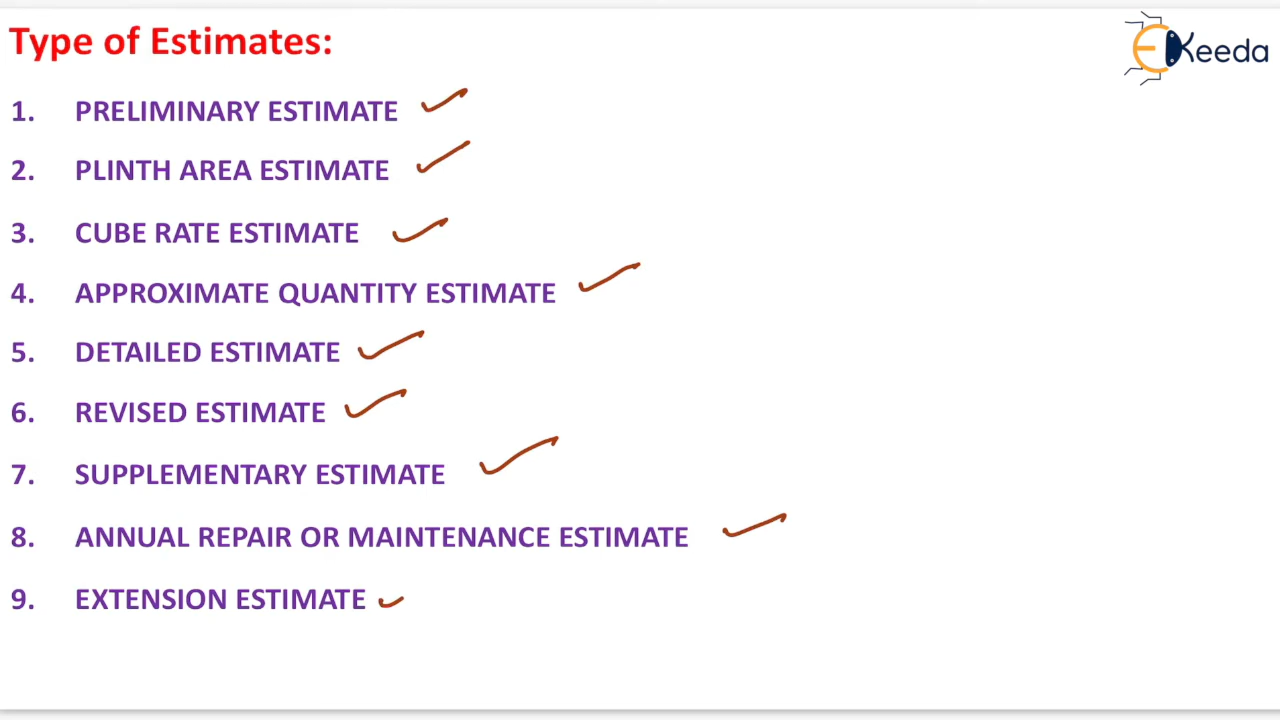 Type of Estimates:
EKeeda
1. PRELIMINARY ESTIMATE
2. PLINTH AREA ESTIMATE
3. CUBE RATE ESTIMATE
4. APPROXIMATE QUANTITY ESTIMATE
5. DETAILED ESTIMATE
6. REVISED ESTIMATE
7. SUPPLEMENTARY ESTIMATE
8. ANNUAL REPAIR OR MAINTENANCE ESTIMATE
9. EXTENSION ESTIMATE